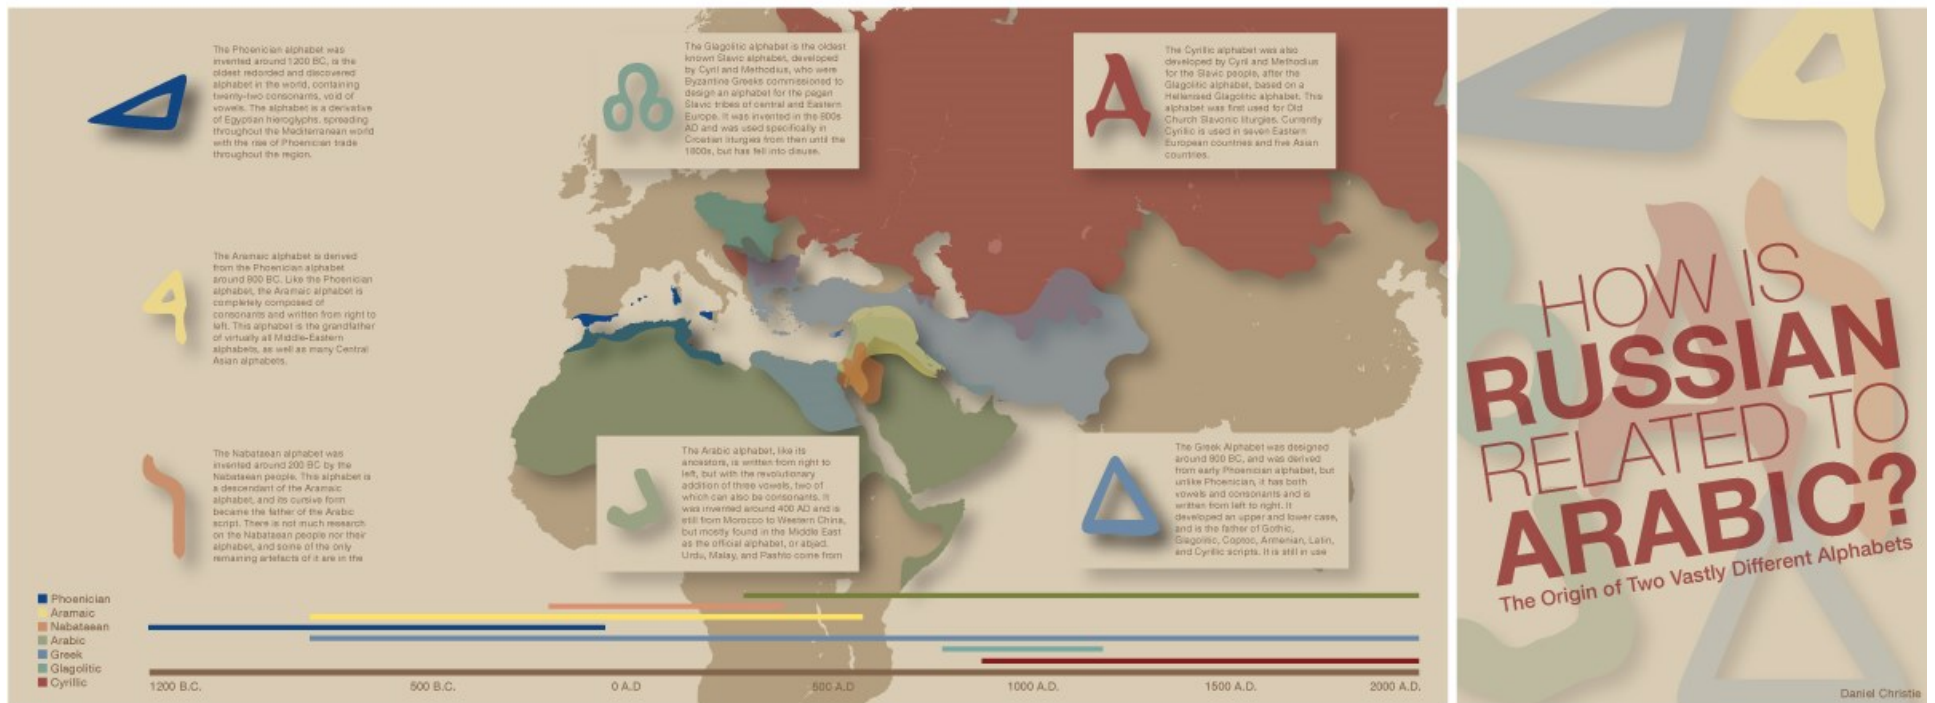 The Phoenician alphabet was
invented around 1200 BC, is the
oldest redorded and discovered
alphabet in the world, containing
twenty-two consonants, void of
vowels. The alphabet is a derivative
of Egyptian hieroglyphs. spreading
throughout the Mediterranean world
with the rise of Phoenician trade
throughout the region.
The Aramaic alphabet is derived
from the Phoenician alphabet
around 800 BC. Like the Phoenician
alphabet, the Aramaic alphabet is
completely composed of
consonants and written from right to
left. This alphabet is the grandfather
of virtually all Middle-Eastern
alphabets, as well as many Central
Asian alphabets.
The Nabataean alphabet was
invented around 200 BC by the
Nabataean people. This alphabet is
a descendant of the Aramaic
alphabet, and its cursive form
became the father of the Arabic
script. There is not much research
on the Nabataean people nor their
alphabet, and some of the only
remaining artefacts of it are in the
The Glagolitic alphabet is the oldest
known Slavic alphabet, developed
by Cyril and Methodius, who were
Byzantine Greeks commissioned to
design an alphabet for the pagan
Slavic tribes of central and Eastern
Europe. It was invented in the 800s
AD and was used specifically in
Croatian liturgies from then until the
1800s, but has fell into disuse.
The Cyrillic alphabet was also
developed by Cyril and Methodius
for the Slavic people, after the
Glagolitic alphabet, based on a
Hellenised Glagolitic alphabet. This
alphabet was first used for Old
Church Slavonic liturgies. Currently
Cyrillic is used in seven Eastern
European countries and five Asian
countries.
The Arabic alphabet, like its
ancestors, is written from right to
left, but with the revolutionary
addition of three vowels, two of
which can also be consonants. It
was invented around 400 AD and is
still from Morocco to Western China,
but mostly found in the Middle East
as the official alphabet, or abjad.
Urdu, Malay, and Pashto come from
The Greek Alphabet was designed
around 800 BC, and was derived
from early Phoenician alphabet, but
unlike Phoenician, it has both
vowels and consonants and is
written from left to right. It
developed an upper and lower case,
and is the father of Gothic,
Glagolitic, Coptoc, Armenian, Latin,
and Cyrillic scripts. It is still in use
Phoenician
Aramaic
Nabataean
Arabic
Greek
Glagolitic
Cyrillic
1200 B.C. 500 B.C. 0 A.D 500 A.D 1000 A.D. 1500 A.D. 2000 A.D.
HOW IS
RUSSIAN
RELATED TO
ARABIC?
The Origin of Two Vastly Different Alphabets
Daniel Christie